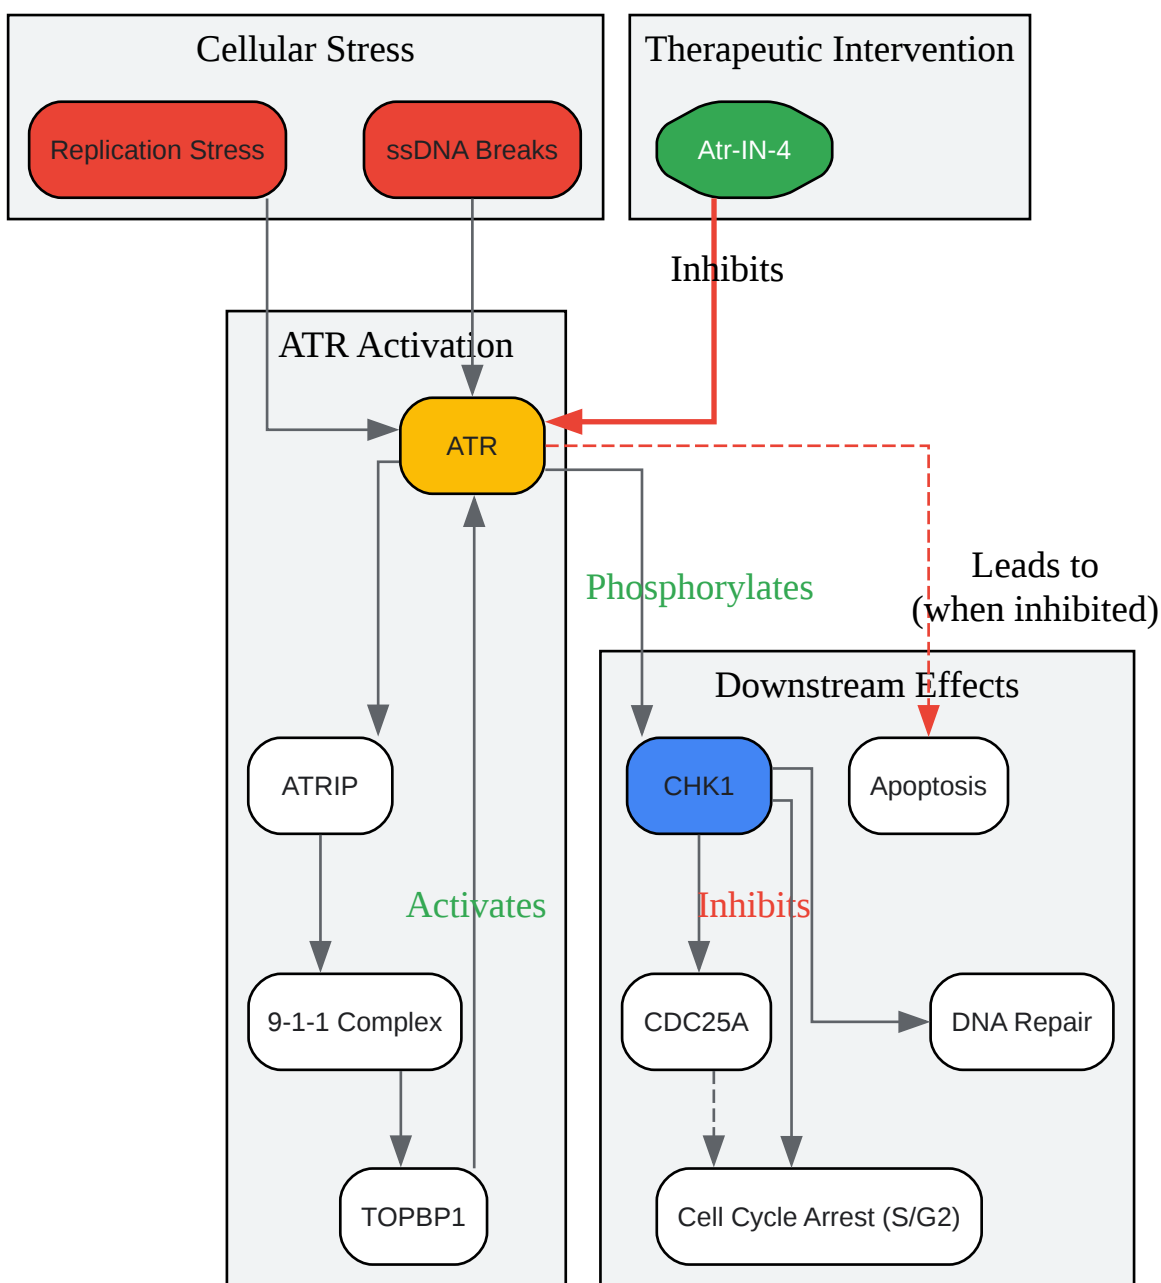 Cellular Stress
Therapeutic Intervention
Replication Stress
ssDNA Breaks
Atr-IN-4
Inhibits
ATR Activation
ATR
Phosphorylates
Leads to
(when inhibited)
Downstream Effects
ATRIP
CHK1
Apoptosis
Activates
Inhibits
9-1-1 Complex
CDC25A
DNA Repair
TOPBP1
Cell Cycle Arrest (S/G2)